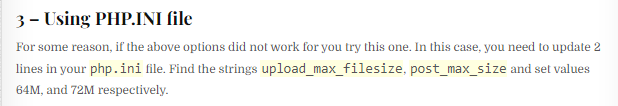 3 – Using PHP.INI file
For some reason, if the above options did not work for you try this one. In this case, you need to update 2
lines in your php.ini file. Find the strings upload_max_filesize, post_max_size and set values
64M, and 72M respectively.